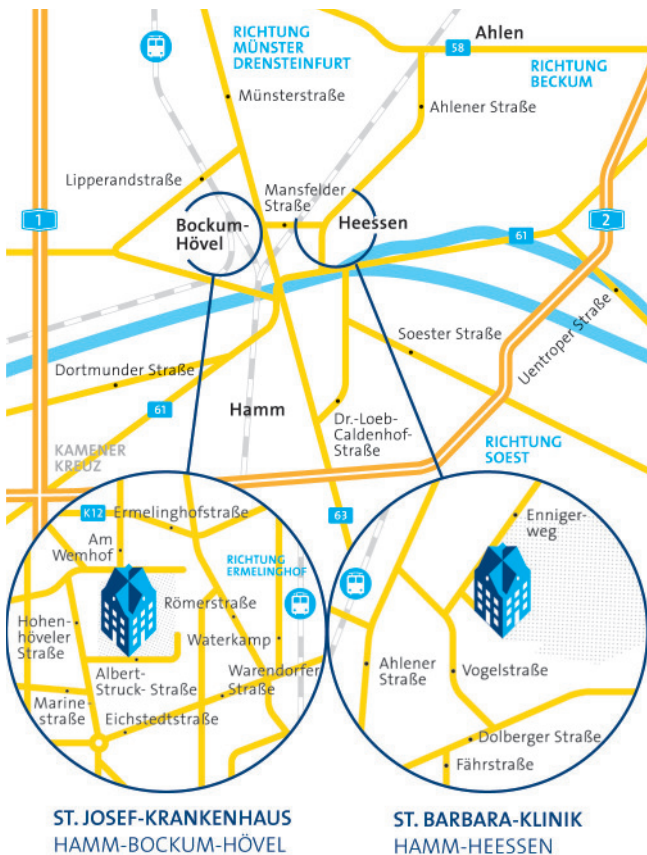 RICHTUNG
MÜNSTER
DRENSTEINFURT
Ahlen
58
RICHTUNG
BECKUM
Münsterstraße
Ahlener Straße
Lipperandstraße
Mansfelder
Straße
1
Bockum-
Hövel
Heessen
2
61
Soester Straße
Uentroper Straße
Dortmunder Straße
61
Hamm
Dr.-Loeb-
Caldenhof-
Straße
KAMENER
KREUZ
RICHTUNG
SOEST
63
K12
Ermelinghofstraße
Am
Wemhof
RICHTUNG
ERMELINGHOF
Römerstraße
Hohen-
höveler
Straße
Waterkamp
Albert-
Struck-Straße
Warendorfer
Straße
Marine-
straße
Eichstedtstraße
Enniger-
weg
Ahlener
Straße
Vogelstraße
Dolberger Straße
Fährstraße
ST. JOSEF-KRANKENHAUS
HAMM-BOCKUM-HÖVEL
ST. BARBARA-KLINIK
HAMM-HEESSEN